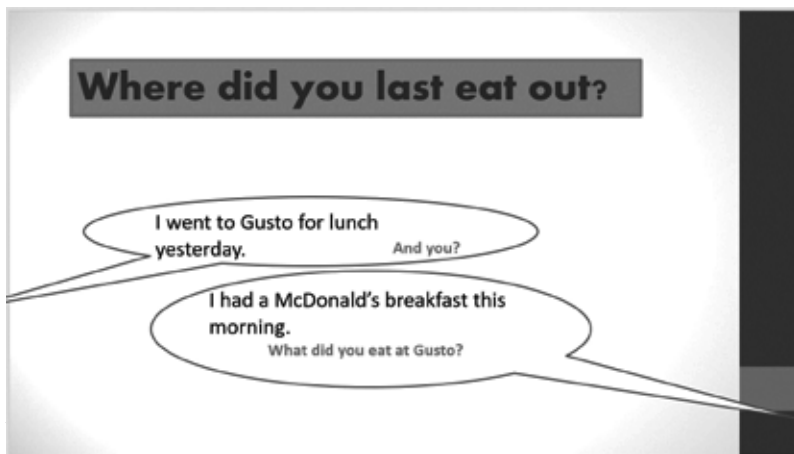 Where did you last eat out?
I went to Gusto for lunch
yesterday. And you?
I had a McDonald's breakfast this
morning.
What did you eat at Gusto?